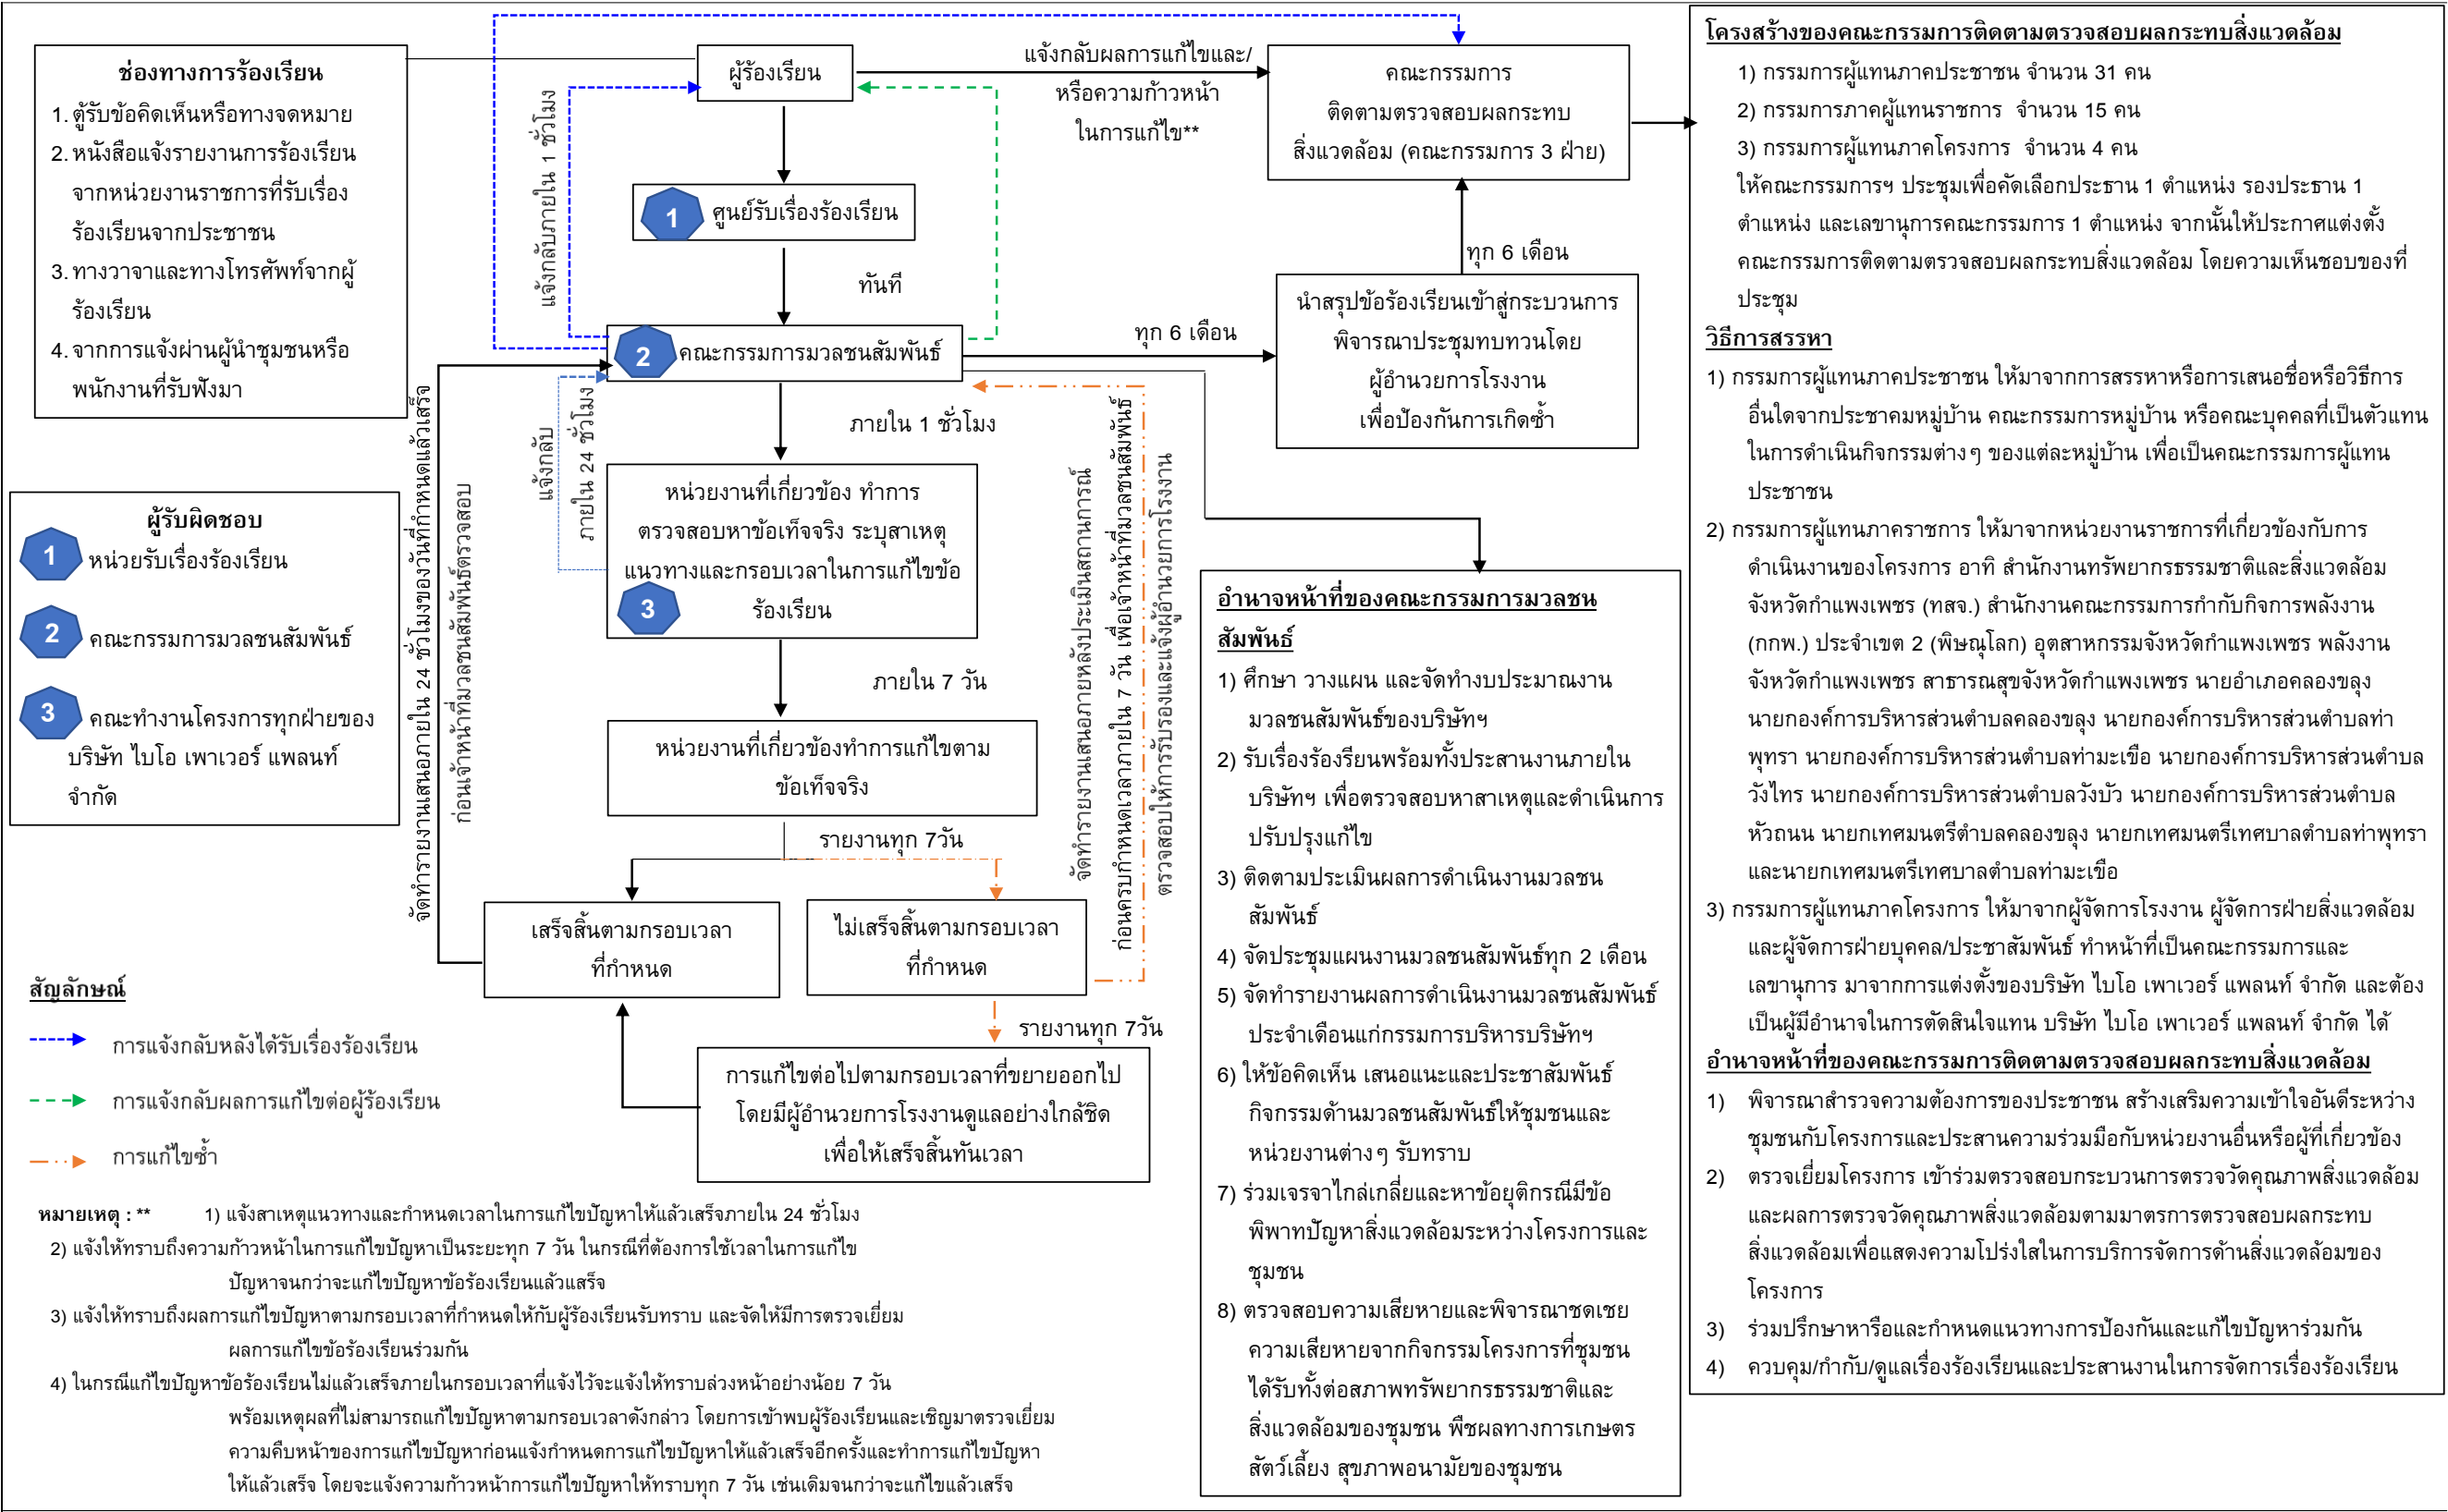 ช่องทางการร้องเรียน
1. ตู้รับข้อคิดเห็นหรือทางจดหมาย
2. หนังสือแจ้งรายงานการร้องเรียน
จากหน่วยงานราชการที่รับเรื่อง
ร้องเรียนจากประชาชน
3. ทางวาจาและทางโทรศัพท์จากผู้
ร้องเรียน
4. จากการแจ้งผ่านผู้นำชุมชนหรือ
พนักงานที่รับฟังมา
ผู้รับผิดชอบ
1 หน่วยรับเรื่องร้องเรียน
2 คณะกรรมการมวลชนสัมพันธ์
3 คณะทำงานโครงการทุกฝ่ายของ
บริษัท ไบโอ เพาเวอร์ แพลนท์
จำกัด
ผู้ร้องเรียน
แจ้งกลับภายใน 1 ชั่วโมง
1 ศูนย์รับเรื่องร้องเรียน
ทันที
2 คณะกรรมการมวลชนสัมพันธ์
ภายใน 1 ชั่วโมง
แจ้งกลับ
ภายใน 24 ชั่วโมง
หน่วยงานที่เกี่ยวข้อง ทำการ
ตรวจสอบหาข้อเท็จจริง ระบุสาเหตุ
แนวทางและกรอบเวลาในการแก้ไขข้อ
3 ร้องเรียน
ภายใน 7 วัน
หน่วยงานที่เกี่ยวข้องทำการแก้ไขตาม
ข้อเท็จจริง
รายงานทุก 7วัน
เสร็จสิ้นตามกรอบเวลา
ที่กำหนด
ไม่เสร็จสิ้นตามกรอบเวลา
ที่กำหนด
รายงานทุก 7วัน
การแก้ไขต่อไปตามกรอบเวลาที่ขยายออกไป
โดยมีผู้อำนวยการโรงงานดูแลอย่างใกล้ชิด
เพื่อให้เสร็จสิ้นทันเวลา
จัดทำรายงานเสนอภายใน 24 ชั่วโมงของวันที่กำหนดแล้วเสร็จ
ก่อนเจ้าหน้าที่มวลชนสัมพันธ์ตรวจสอบ
จัดทำรายงานเสนอภายหลังประเมินสถานการณ์
ก่อนครบกำหนดเวลาภายใน 7 วัน เพื่อเจ้าหน้าที่มวลชนสัมพันธ์
ตรวจสอบให้การรับรองและแจ้งผู้อำนวยการโรงงาน
แจ้งกลับผลการแก้ไขและ/
หรือความก้าวหน้า
ในการแก้ไข**
คณะกรรมการ
ติดตามตรวจสอบผลกระทบ
สิ่งแวดล้อม (คณะกรรมการ 3 ฝ่าย)
ทุก 6 เดือน
ทุก 6 เดือน
นำสรุปข้อร้องเรียนเข้าสู่กระบวนการ
พิจารณาประชุมทบทวนโดย
ผู้อำนวยการโรงงาน
เพื่อป้องกันการเกิดซ้ำ
อำนาจหน้าที่ของคณะกรรมการมวลชน
สัมพันธ์
1) ศึกษา วางแผน และจัดทำงบประมาณงาน
มวลชนสัมพันธ์ของบริษัทฯ
2) รับเรื่องร้องรียนพร้อมทั้งประสานงานภายใน
บริษัทฯ เพื่อตรวจสอบหาสาเหตุและดำเนินการ
ปรับปรุงแก้ไข
3) ติดตามประเมินผลการดำเนินงานมวลชน
สัมพันธ์
4) จัดประชุมแผนงานมวลชนสัมพันธ์ทุก 2 เดือน
5) จัดทำรายงานผลการดำเนินงานมวลชนสัมพันธ์
ประจำเดือนแก่กรรมการบริหารบริษัทฯ
6) ให้ข้อคิดเห็น เสนอแนะและประชาสัมพันธ์
กิจกรรมด้านมวลชนสัมพันธ์ให้ชุมชนและ
หน่วยงานต่างๆ รับทราบ
7) ร่วมเจรจาไกล่เกลี่ยและหาข้อยุติกรณีมีข้อ
พิพาทปัญหาสิ่งแวดล้อมระหว่างโครงการและ
ชุมชน
8) ตรวจสอบความเสียหายและพิจารณาชดเชย
ความเสียหายจากกิจกรรมโครงการที่ชุมชน
ได้รับทั้งต่อสภาพทรัพยากรธรรมชาติและ
สิ่งแวดล้อมของชุมชน พืชผลทางการเกษตร
สัตว์เลี้ยง สุขภาพอนามัยของชุมชน
โครงสร้างของคณะกรรมการติดตามตรวจสอบผลกระทบสิ่งแวดล้อม
1) กรรมการผู้แทนภาคประชาชน จำนวน 31 คน
2) กรรมการภาคผู้แทนราชการ จำนวน 15 คน
3) กรรมการผู้แทนภาคโครงการ จำนวน 4 คน
ให้คณะกรรมการฯ ประชุมเพื่อคัดเลือกประธาน 1 ตำแหน่ง รองประธาน 1
ตำแหน่ง และเลขานุการคณะกรรมการ 1 ตำแหน่ง จากนั้นให้ประกาศแต่งตั้ง
คณะกรรมการติดตามตรวจสอบผลกระทบสิ่งแวดล้อม โดยความเห็นชอบของที่
ประชุม
วิธีการสรรหา
1) กรรมการผู้แทนภาคประชาชน ให้มาจากการสรรหาหรือการเสนอชื่อหรือวิธีการ
อื่นใดจากประชาคมหมู่บ้าน คณะกรรมการหมู่บ้าน หรือคณะบุคคลที่เป็นตัวแทน
ในการดำเนินกิจกรรมต่างๆ ของแต่ละหมู่บ้าน เพื่อเป็นคณะกรรมการผู้แทน
ประชาชน
2) กรรมการผู้แทนภาคราชการ ให้มาจากหน่วยงานราชการที่เกี่ยวข้องกับการ
ดำเนินงานของโครงการ อาทิ สำนักงานทรัพยากรธรรมชาติและสิ่งแวดล้อม
จังหวัดกำแพงเพชร (ทสจ.) สำนักงานคณะกรรมการกำกับกิจการพลังงาน
(กกพ.) ประจำเขต 2 (พิษณุโลก) อุตสาหกรรมจังหวัดกำแพงเพชร พลังงาน
จังหวัดกำแพงเพชร สาธารณสุขจังหวัดกำแพงเพชร นายอำเภอคลองขลุง
นายกองค์การบริหารส่วนตำบลคลองขลุง นายกองค์การบริหารส่วนตำบลท่า
พุทรา นายกองค์การบริหารส่วนตำบลท่ามะเขือ นายกองค์การบริหารส่วนตำบล
วังไทร นายกองค์การบริหารส่วนตำบลวังบัว นายกองค์การบริหารส่วนตำบล
หัวถนน นายกเทศมนตรีตำบลคลองขลุง นายกเทศมนตรีเทศบาลตำบลท่าพุทรา
และนายกเทศมนตรีเทศบาลตำบลท่ามะเขือ
3) กรรมการผู้แทนภาคโครงการ ให้มาจากผู้จัดการโรงงาน ผู้จัดการฝ่ายสิ่งแวดล้อม
และผู้จัดการฝ่ายบุคคล/ประชาสัมพันธ์ ทำหน้าที่เป็นคณะกรรมการและ
เลขานุการ มาจากการแต่งตั้งของบริษัท ไบโอ เพาเวอร์ แพลนท์ จำกัด และต้อง
เป็นผู้มีอำนาจในการตัดสินใจแทน บริษัท ไบโอ เพาเวอร์ แพลนท์ จำกัด ได้
อำนาจหน้าที่ของคณะกรรมการติดตามตรวจสอบผลกระทบสิ่งแวดล้อม
1) พิจารณาสำรวจความต้องการของประชาชน สร้างเสริมความเข้าใจอันดีระหว่าง
ชุมชนกับโครงการและประสานความร่วมมือกับหน่วยงานอื่นหรือผู้ที่เกี่ยวข้อง
2) ตรวจเยี่ยมโครงการ เข้าร่วมตรวจสอบกระบวนการตรวจวัดคุณภาพสิ่งแวดล้อม
และผลการตรวจวัดคุณภาพสิ่งแวดล้อมตามมาตรการตรวจสอบผลกระทบ
สิ่งแวดล้อมเพื่อแสดงความโปร่งใสในการบริการจัดการด้านสิ่งแวดล้อมของ
โครงการ
3) ร่วมปรึกษาหารือและกำหนดแนวทางการป้องกันและแก้ไขปัญหาร่วมกัน
4) ควบคุม/กำกับ/ดูแลเรื่องร้องเรียนและประสานงานในการจัดการเรื่องร้องเรียน
สัญลักษณ์
การแจ้งกลับหลังได้รับเรื่องร้องเรียน
การแจ้งกลับผลการแก้ไขต่อผู้ร้องเรียน
การแก้ไขซ้ำ
หมายเหตุ : ** 1) แจ้งสาเหตุแนวทางและกำหนดเวลาในการแก้ไขปัญหาให้แล้วเสร็จภายใน 24 ชั่วโมง
2) แจ้งให้ทราบถึงความก้าวหน้าในการแก้ไขปัญหาเป็นระยะทุก 7 วัน ในกรณีที่ต้องการใช้เวลาในการแก้ไข
ปัญหาจนกว่าจะแก้ไขปัญหาข้อร้องเรียนแล้วแสร็จ
3) แจ้งให้ทราบถึงผลการแก้ไขปัญหาตามกรอบเวลาที่กำหนดให้กับผู้ร้องเรียนรับทราบ และจัดให้มีการตรวจเยี่ยม
ผลการแก้ไขข้อร้องเรียนร่วมกัน
4) ในกรณีแก้ไขปัญหาข้อร้องเรียนไม่แล้วเสร็จภายในกรอบเวลาที่แจ้งไว้จะแจ้งให้ทราบล่วงหน้าอย่างน้อย 7 วัน
พร้อมเหตุผลที่ไม่สามารถแก้ไขปัญหาตามกรอบเวลาดังกล่าว โดยการเข้าพบผู้ร้องเรียนและเชิญมาตรวจเยี่ยม
ความคืบหน้าของการแก้ไขปัญหาก่อนแจ้งกำหนดการแก้ไขปัญหาให้แล้วเสร็จอีกครั้งและทำการแก้ไขปัญหา
ให้แล้วเสร็จ โดยจะแจ้งความก้าวหน้าการแก้ไขปัญหาให้ทราบทุก 7 วัน เช่นเดิมจนกว่าจะแก้ไขแล้วเสร็จ